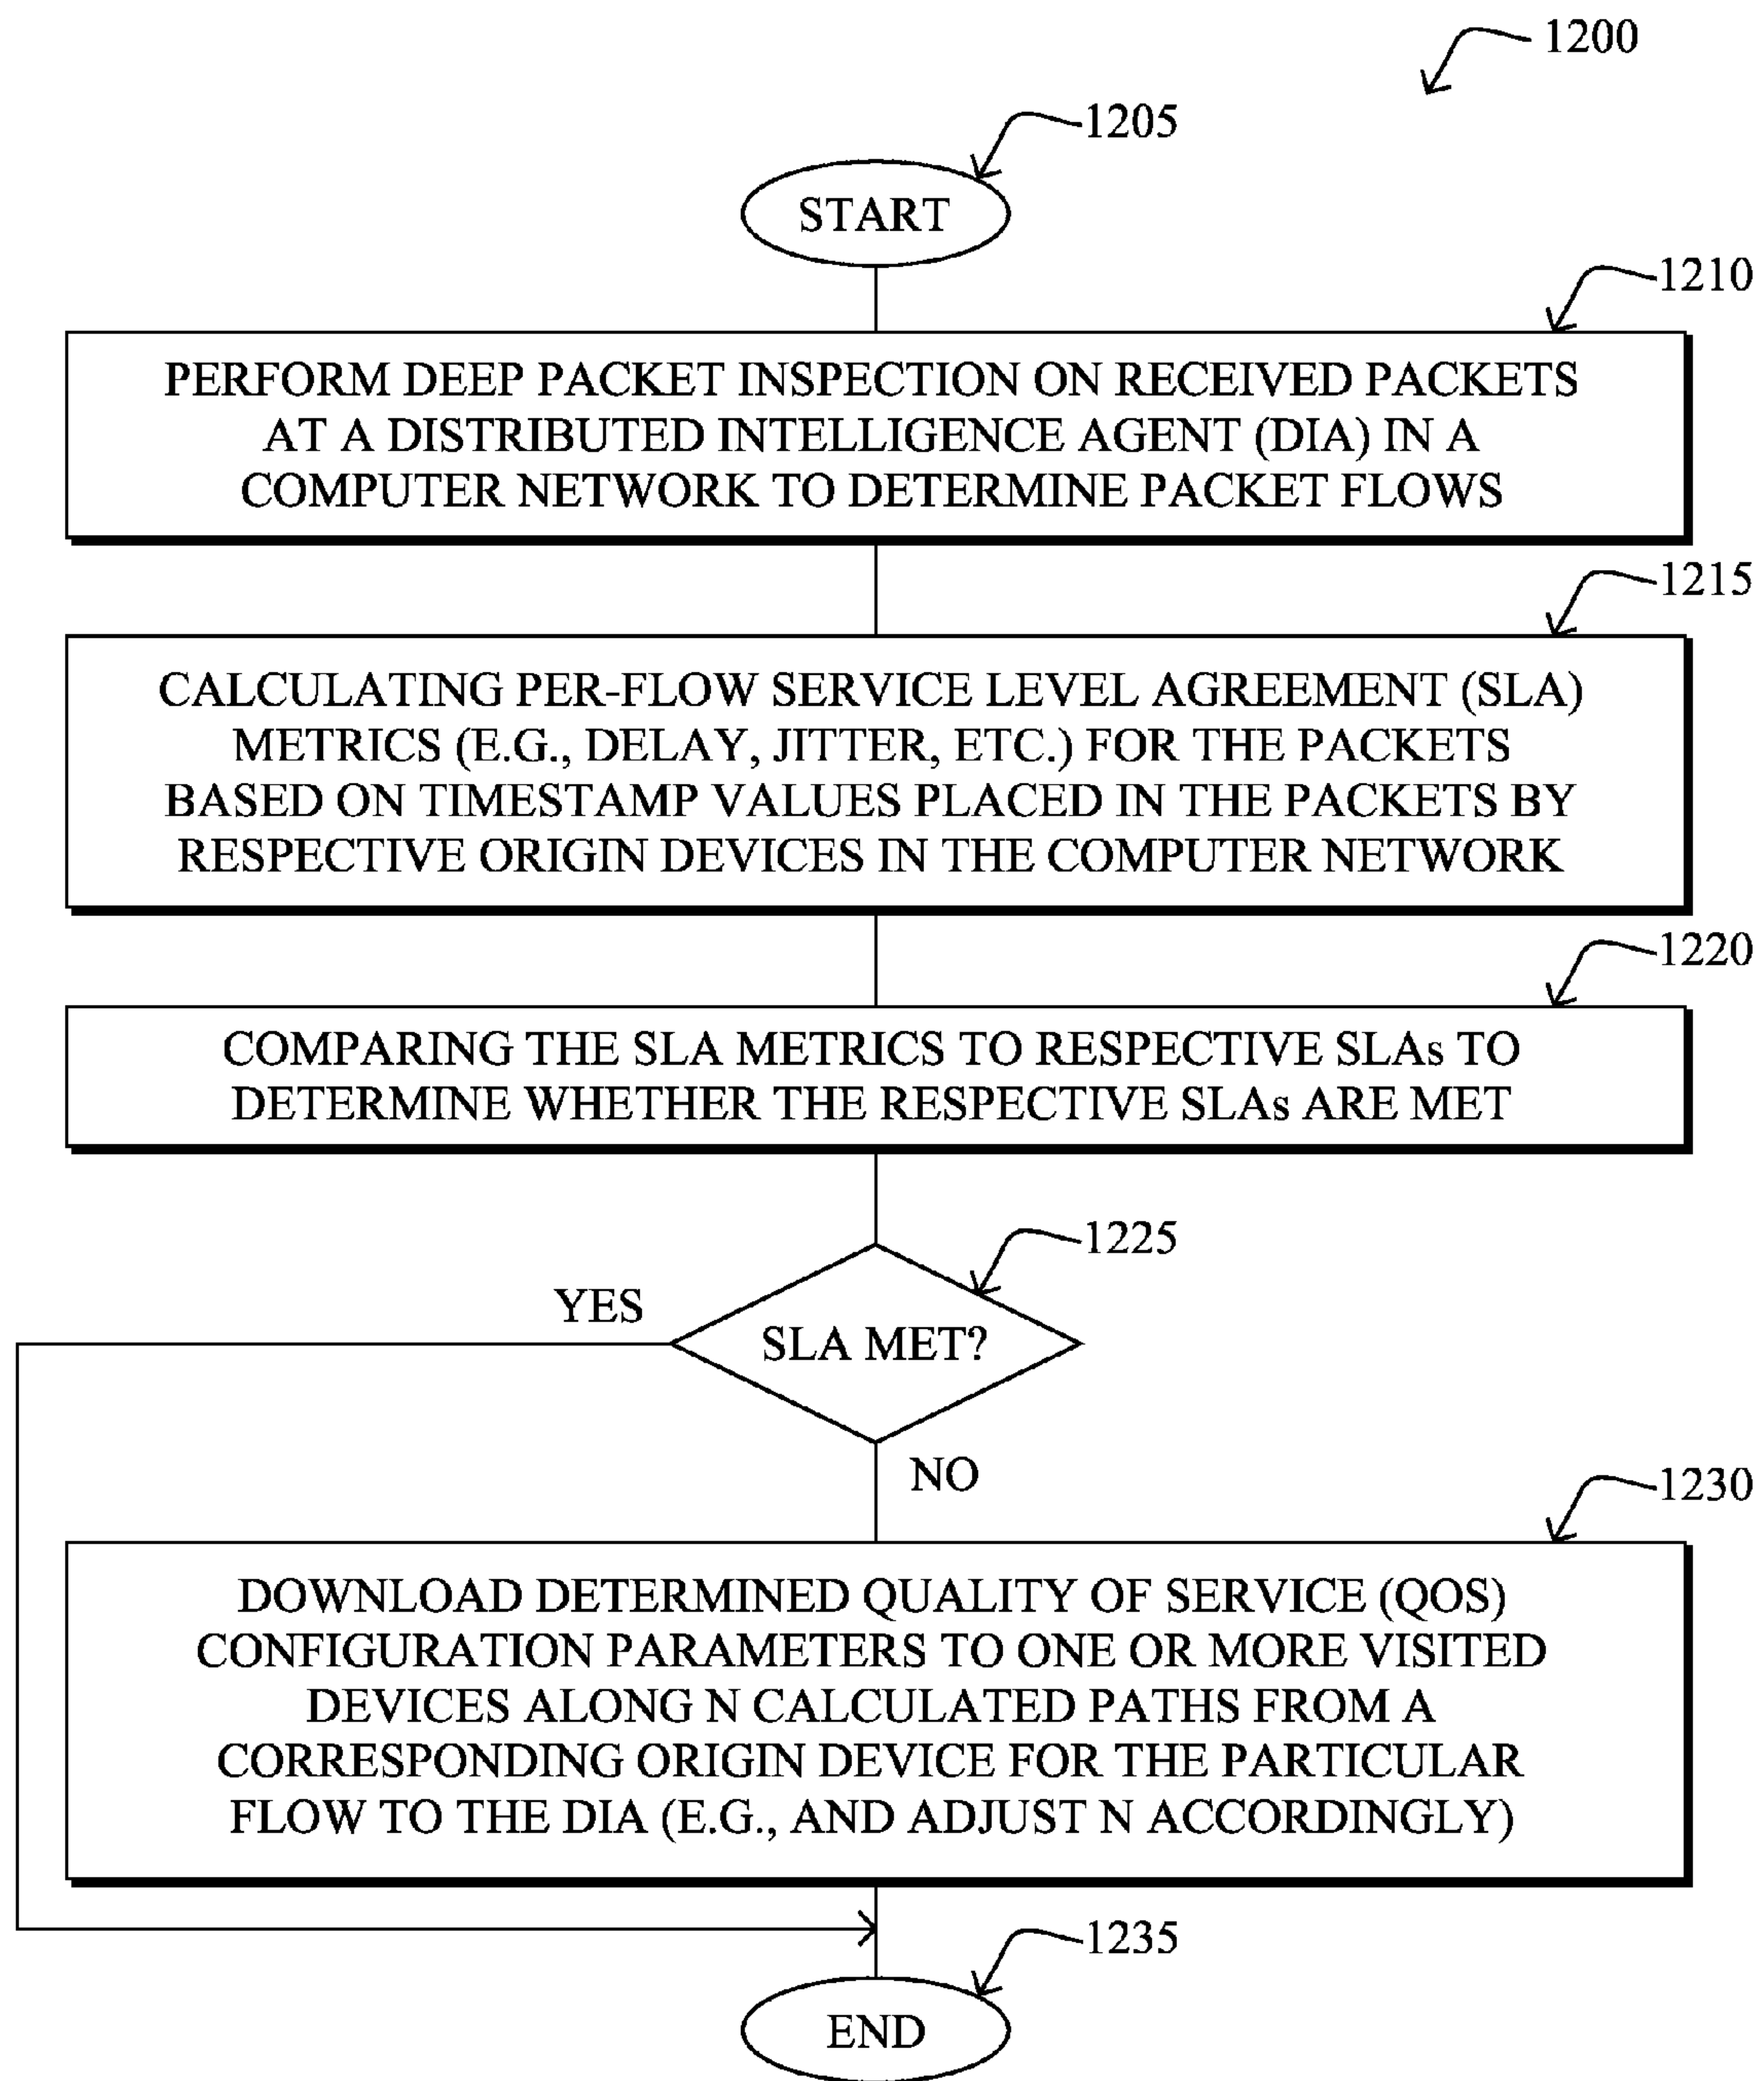 1200
1205
START
1210
PERFORM DEEP PACKET INSPECTION ON RECEIVED PACKETS
AT A DISTRIBUTED INTELLIGENCE AGENT (DIA) IN A
COMPUTER NETWORK TO DETERMINE PACKET FLOWS
1215
CALCULATING PER-FLOW SERVICE LEVEL AGREEMENT (SLA)
METRICS (E.G., DELAY, JITTER, ETC.) FOR THE PACKETS
BASED ON TIMESTAMP VALUES PLACED IN THE PACKETS BY
RESPECTIVE ORIGIN DEVICES IN THE COMPUTER NETWORK
1220
COMPARING THE SLA METRICS TO RESPECTIVE SLAs TO
DETERMINE WHETHER THE RESPECTIVE SLAs ARE MET
1225
YES
SLA MET?
NO
1230
DOWNLOAD DETERMINED QUALITY OF SERVICE (QOS)
CONFIGURATION PARAMETERS TO ONE OR MORE VISITED
DEVICES ALONG N CALCULATED PATHS FROM A
CORRESPONDING ORIGIN DEVICE FOR THE PARTICULAR
FLOW TO THE DIA (E.G., AND ADJUST N ACCORDINGLY)
1235
END